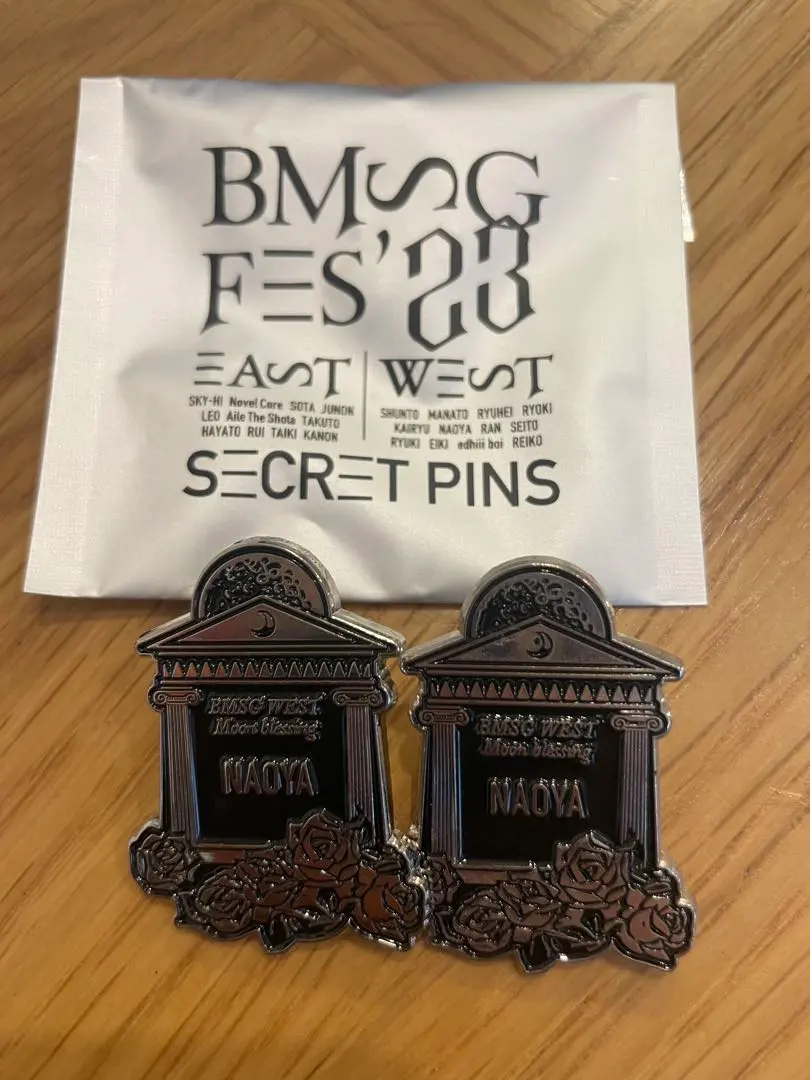 BMSG
FES'23
EAST
SKY-HI Novel Core SOTA JUNON
LEO Aile The Shota TAKUTO
HAYATO RUI TAIKI KANON
WEST
SHUNTO MANATO RYUHEI RYOKI
KAIRYU NAOYA RAN SEITO
RYUKI EIKI edhiii boi REIKO
SECRET PINS
BMSG WEST
Moon blessing
NAOYA
BMSG WEST
Moon blessing
NAOYA